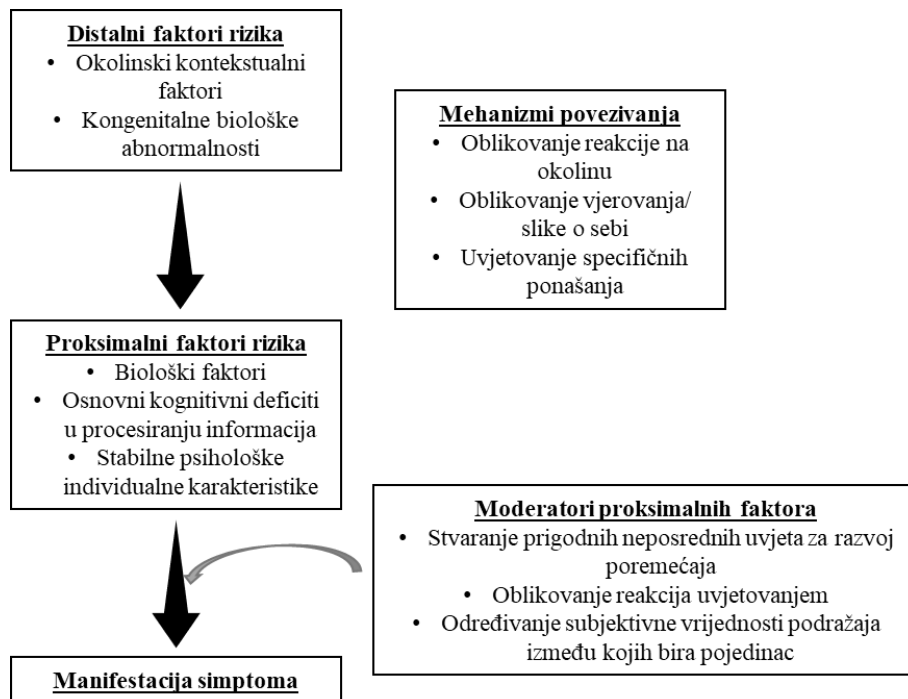 Distalni faktori rizika
• Okolinski kontekstualni
faktori
• Kongenitalne biološke
abnormalnosti
Mehanizmi povezivanja
• Oblikovanje reakcije na
okolinu
• Oblikovanje vjerovanja/
slike o sebi
• Uvjetovanje specifičnih
ponašanja
Proksimalni faktori rizika
• Biološki faktori
• Osnovni kognitivni deficiti
u procesiranju informacija
• Stabilne psihološke
individualne karakteristike
Moderatori proksimalnih faktora
• Stvaranje prigodnih neposrednih uvjeta za razvoj
poremećaja
• Oblikovanje reakcija uvjetovanjem
• Određivanje subjektivne vrijednosti podražaja
između kojih bira pojedinac
Manifestacija simptoma